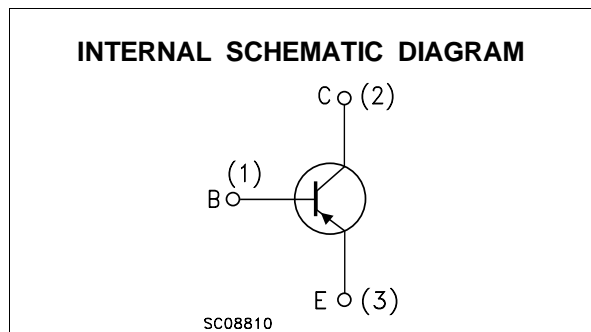 INTERNAL SCHEMATIC DIAGRAM
C (2)
(1)
B
E (3)
SC08810